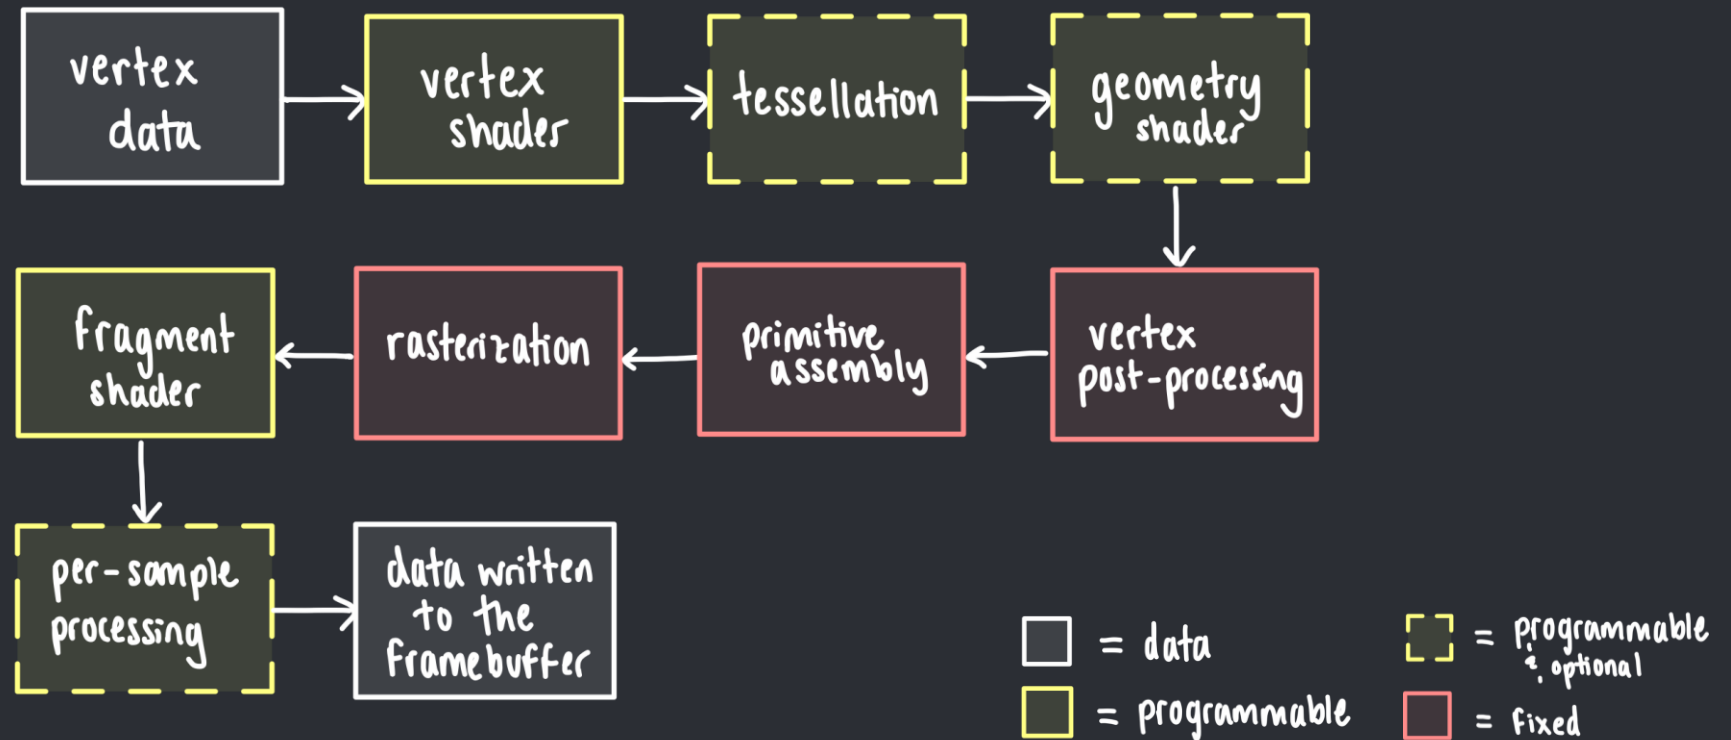 vertex
data
vertex
shader
tessellation
geometry
shader
fragment
shader
rasterization
primitive
assembly
vertex
post-processing
per-sample
processing
data written
to the
framebuffer
= data
= programmable
& optional
= programmable
= fixed